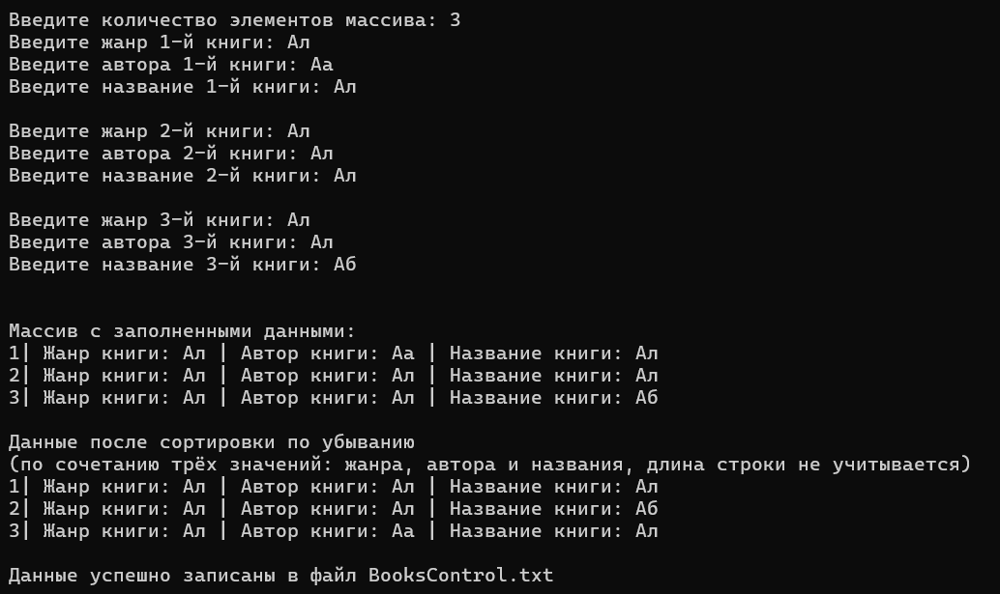 Введите количество элементов массива: 3
Введите жанр 1-й книги: Ал
Введите автора 1-й книги: Аа
Введите название 1-й книги: Ал
Введите жанр 2-й книги: Ал
Введите автора 2-й книги: Ал
Введите название 2-й книги: Ал
Введите жанр 3-й книги: Ал
Введите автора 3-й книги: Ал
Введите название 3-й книги: Аб
Массив с заполненными данными:
1| Жанр книги: Ал | Автор книги: Аа | Название книги: Ал
2| Жанр книги: Ал | Автор книги: Ал | Название книги: Ал
3| Жанр книги: Ал | Автор книги: Ал | Название книги: Аб
Данные после сортировки по убыванию
(по сочетанию трёх значений: жанра, автора и названия, длина строки не учитывается)
1| Жанр книги: Ал | Автор книги: Ал | Название книги: Ал
2| Жанр книги: Ал | Автор книги: Ал | Название книги: Аб
3| Жанр книги: Ал | Автор книги: Аа | Название книги: Ал
Данные успешно записаны в файл BooksControl.txt